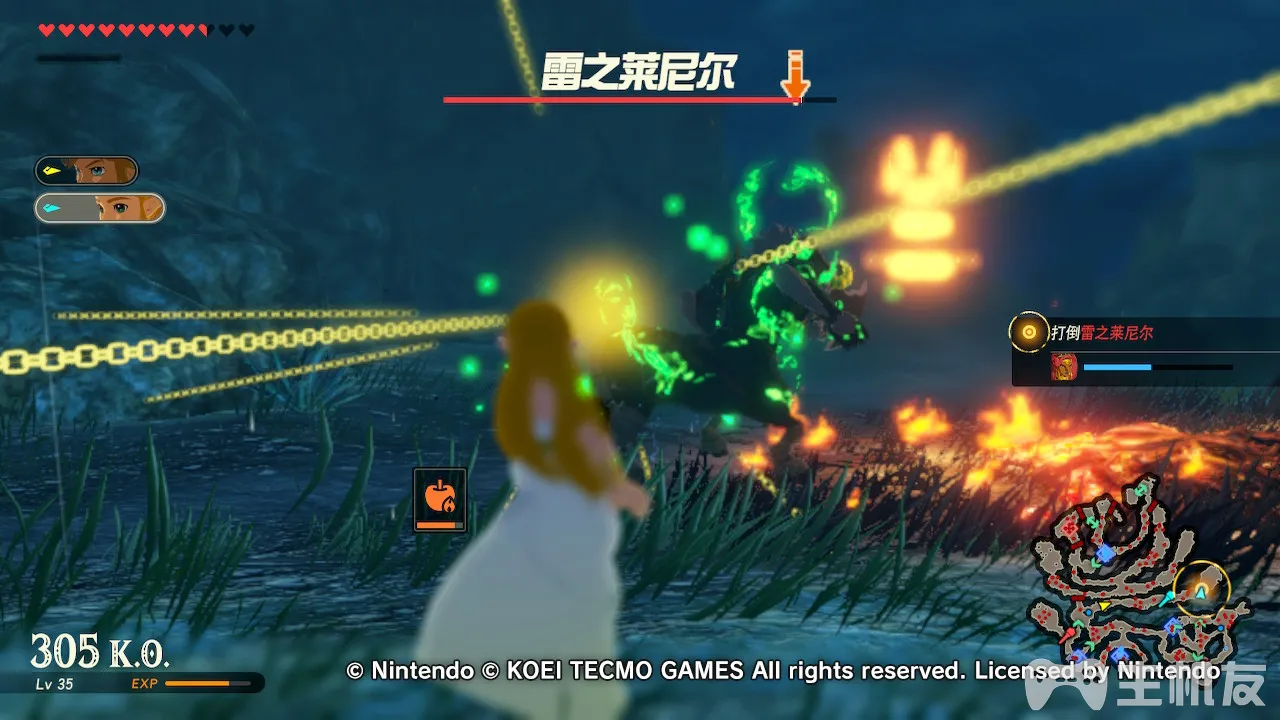 雷之莱尼尔
打倒雷之莱尼尔
305 K.O.
Lv 35 EXP
© Nintendo © KOEI TECMO GAMES All rights reserved. Licensed by Nintendo
主机友